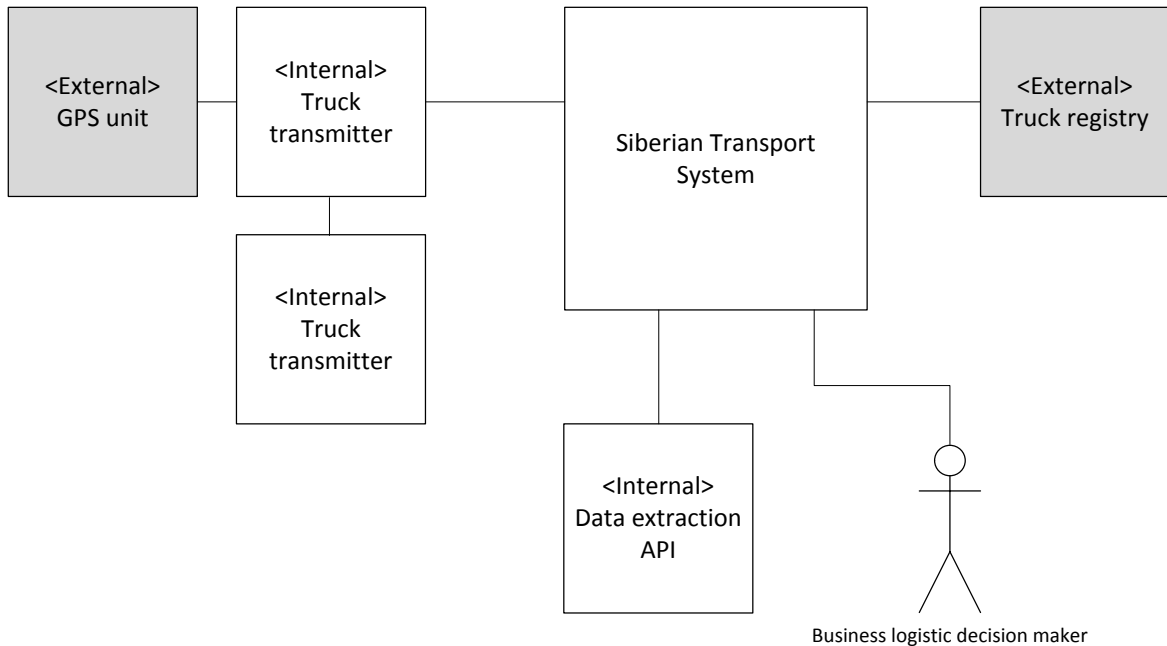 <External>
GPS unit
<Internal>
Truck
transmitter
Siberian Transport
System
<External>
Truck registry
<Internal>
Truck
transmitter
<Internal>
Data extraction
API
Business logistic decision maker